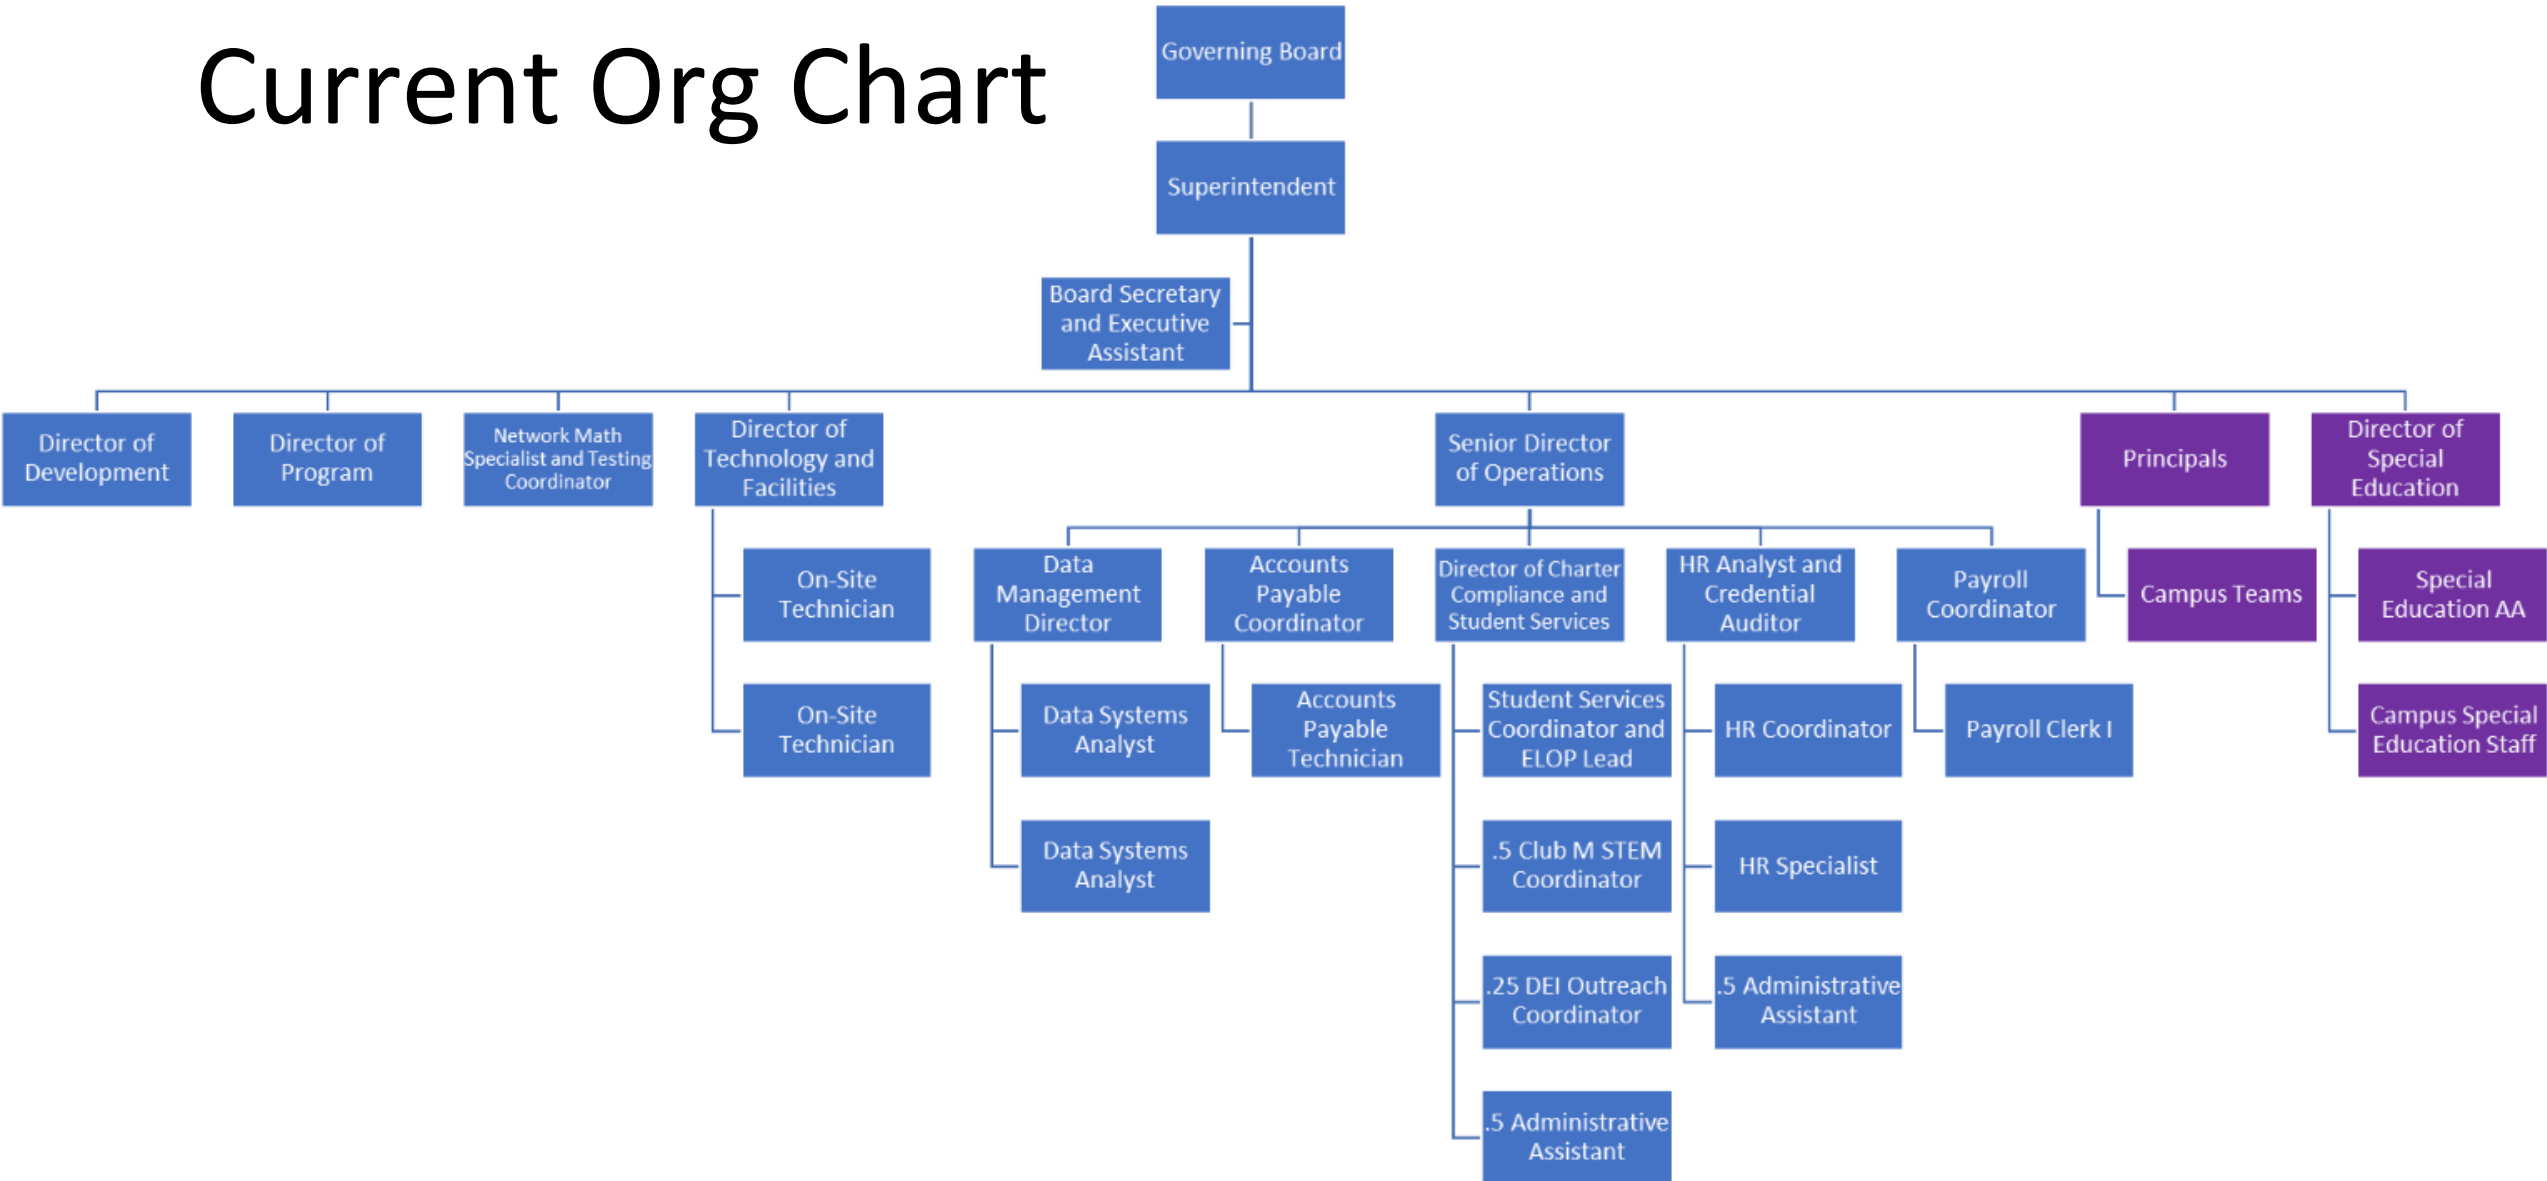 Current Org Chart
Governing Board
Superintendent
Board Secretary
and Executive
Assistant
Director of
Development
Director of
Program
Network Math
Specialist and Testing
Coordinator
Director of
Technology and
Facilities
Senior Director
of Operations
Principals
Director of
Special
Education
On-Site
Technician
On-Site
Technician
Data
Management
Director
Data Systems
Analyst
Data Systems
Analyst
Accounts
Payable
Coordinator
Accounts
Payable
Technician
Director of Charter
Compliance and
Student Services
Student Services
Coordinator and
ELOP Lead
.5 Club M STEM
Coordinator
.25 DEI Outreach
Coordinator
.5 Administrative
Assistant
HR Analyst and
Credential
Auditor
HR Coordinator
HR Specialist
.5 Administrative
Assistant
Payroll
Coordinator
Payroll Clerk I
Campus Teams
Special
Education AA
Campus Special
Education Staff